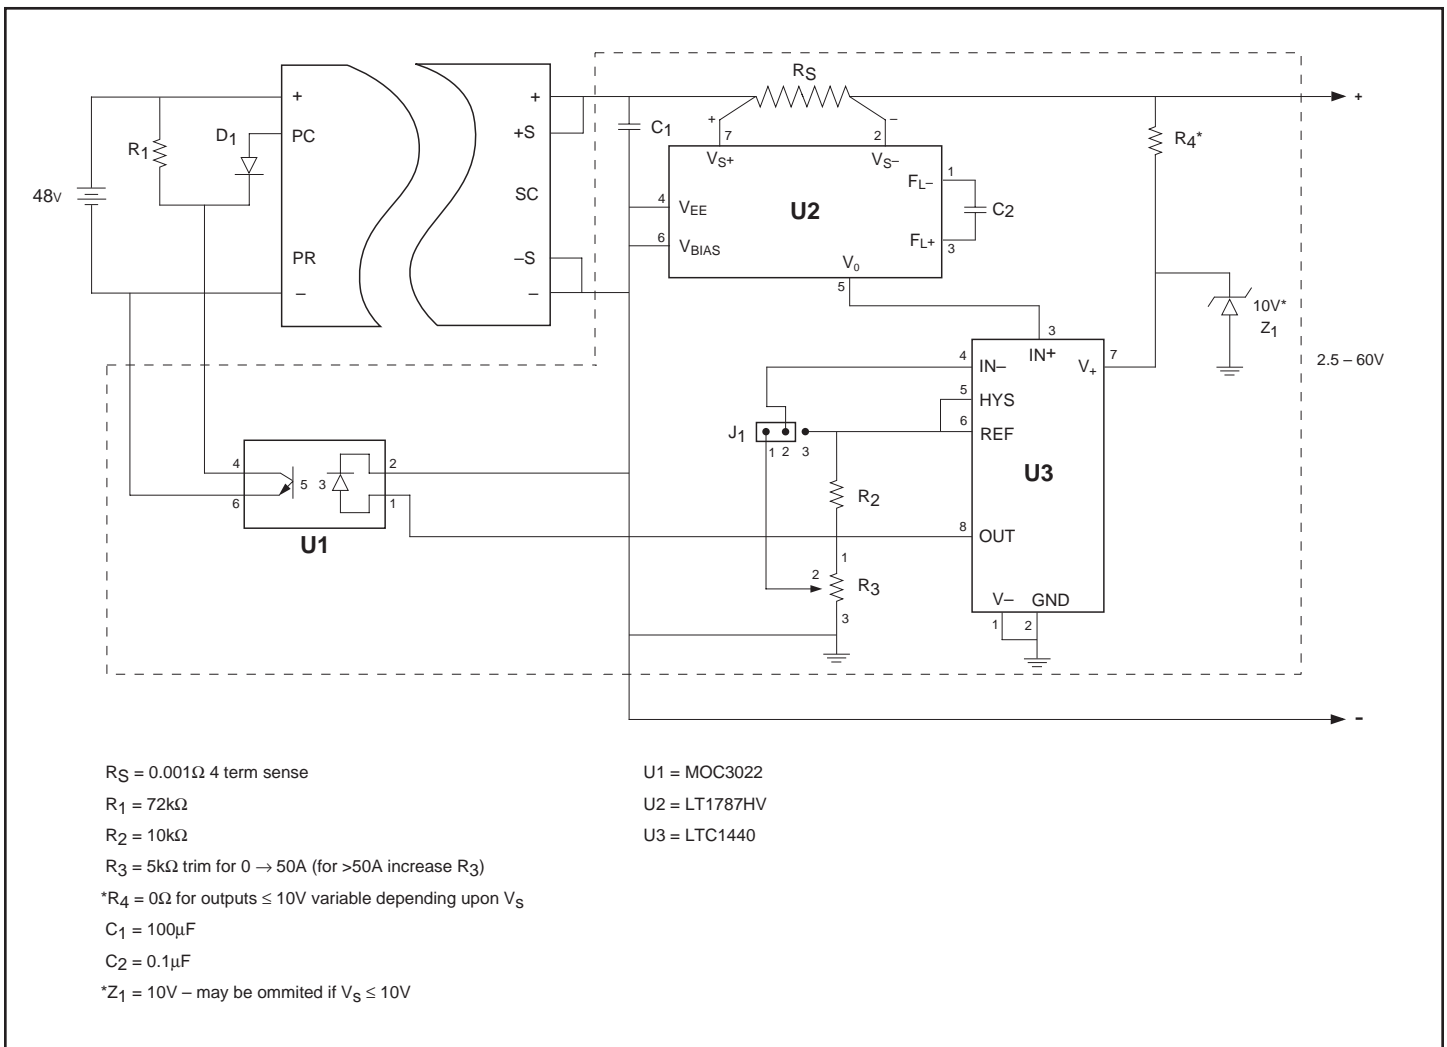 RS
+
+
+
D1
C1
+
–
PC
+S
7
2
R1
R4*
VS+
VS–
1
FL–
48V
SC
4
VEE
U2
C2
6
VBIAS
FL+
3
PR
–S
V0
–
–
5
10V*
Z1
3
IN+
4
IN–
V+
7
2.5 – 60V
5
HYS
J1
6
REF
1 2 3
U3
4
5
3
2
R2
6
1
8
OUT
U1
1
2
R3
3
V–
GND
1
2
-
RS = 0.001Ω 4 term sense
R1 = 72kΩ
R2 = 10kΩ
R3 = 5kΩ trim for 0 → 50A (for >50A increase R3)
*R4 = 0Ω for outputs ≤ 10V variable depending upon Vs
C1 = 100µF
C2 = 0.1µF
*Z1 = 10V – may be ommited if Vs ≤ 10V
U1 = MOC3022
U2 = LT1787HV
U3 = LTC1440